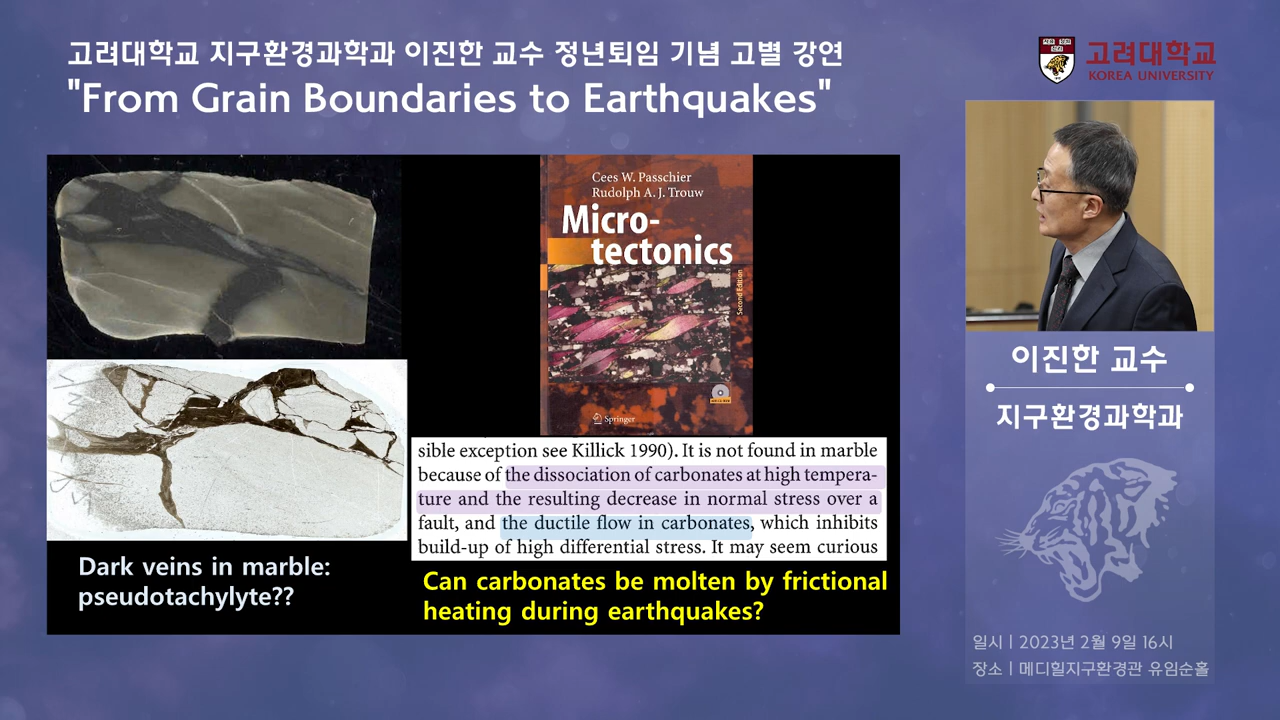 고려대학교 지구환경과학과 이진한 교수 정년퇴임 기념 고별 강연
"From Grain Boundaries to Earthquakes"
고려대학교
KOREA UNIVERSITY
Cees W. Passchier
Rudolph A. J. Trouw
Micro-
tectonics
Second Edition
Springer
sible exception see Killick 1990). It is not found in marble
because of the dissociation of carbonates at high tempera-
ture and the resulting decrease in normal stress over a
fault, and the ductile flow in carbonates, which inhibits
build-up of high differential stress. It may seem curious
Dark veins in marble:
pseudotachylyte??
Can carbonates be molten by frictional
heating during earthquakes?
이진한 교수
지구환경과학과
일시 | 2023년 2월 9일 16시
장소 | 메디힐지구환경관 유임순홀